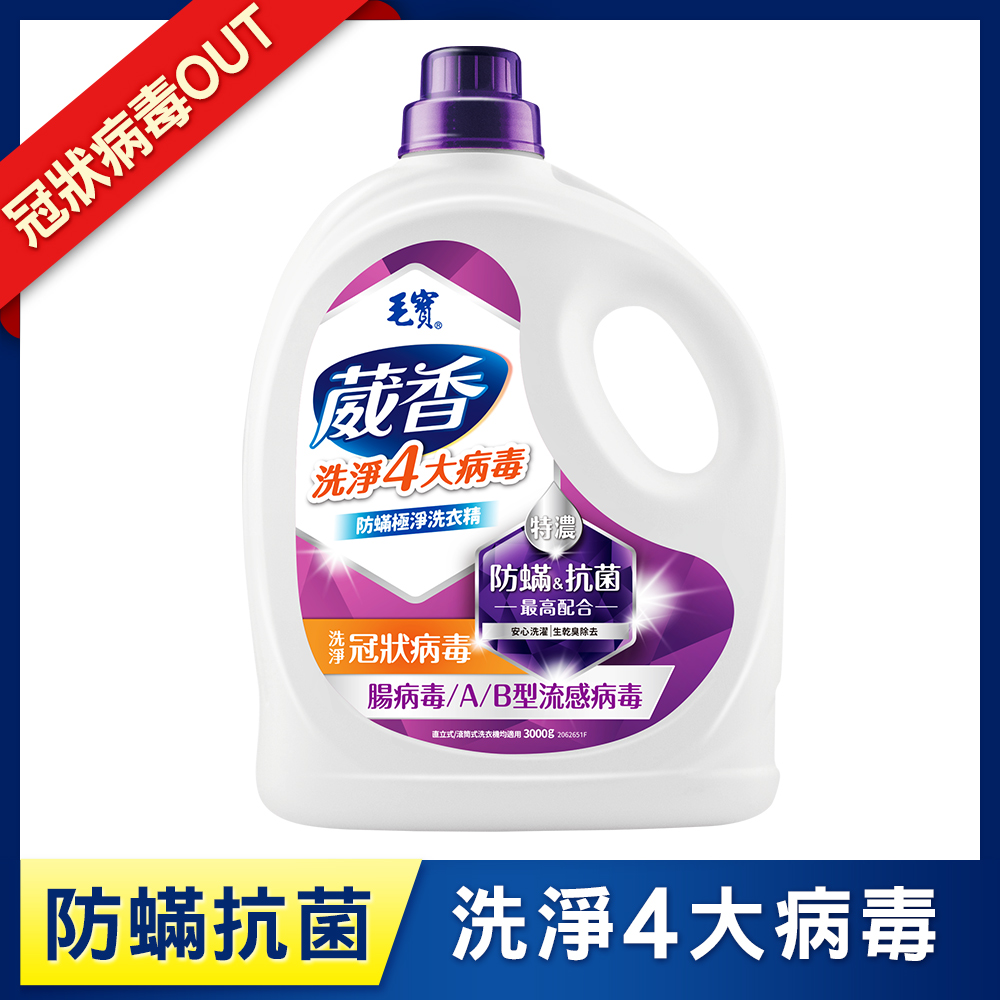 冠狀病毒OUT
毛寶®
葳香
洗淨4大病毒
防蟎極淨洗衣精
特濃
防蟎&抗菌
最高配合
安心洗濯|生乾臭除去
洗淨 冠狀病毒
腸病毒/A/B型流感病毒
直立式/滾筒式洗衣機均適用 3000g 2062651F
防蟎抗菌 洗淨4大病毒